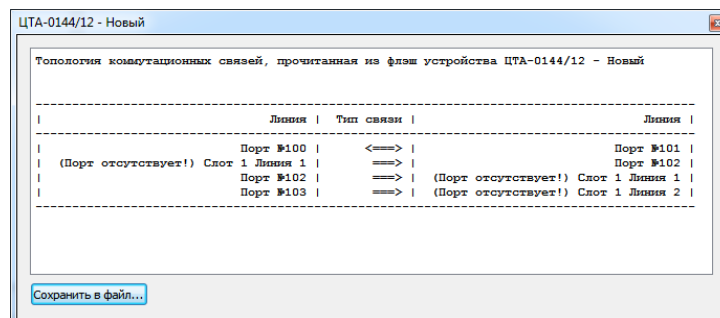 ЦТА-0144/12 - Новый
Топология коммутационных связей, прочитанная из флэш устройства ЦТА-0144/12 - Новый
| Линия | Тип связи | Линия |
| Порт №100 | <===> | Порт №101 |
| (Порт отсутствует!) Слот 1 Линия 1 | ===> | Порт №102 |
| Порт №102 | ===> | (Порт отсутствует!) Слот 1 Линия 1 |
| Порт №103 | ===> | (Порт отсутствует!) Слот 1 Линия 2 |
Сохранить в файл...